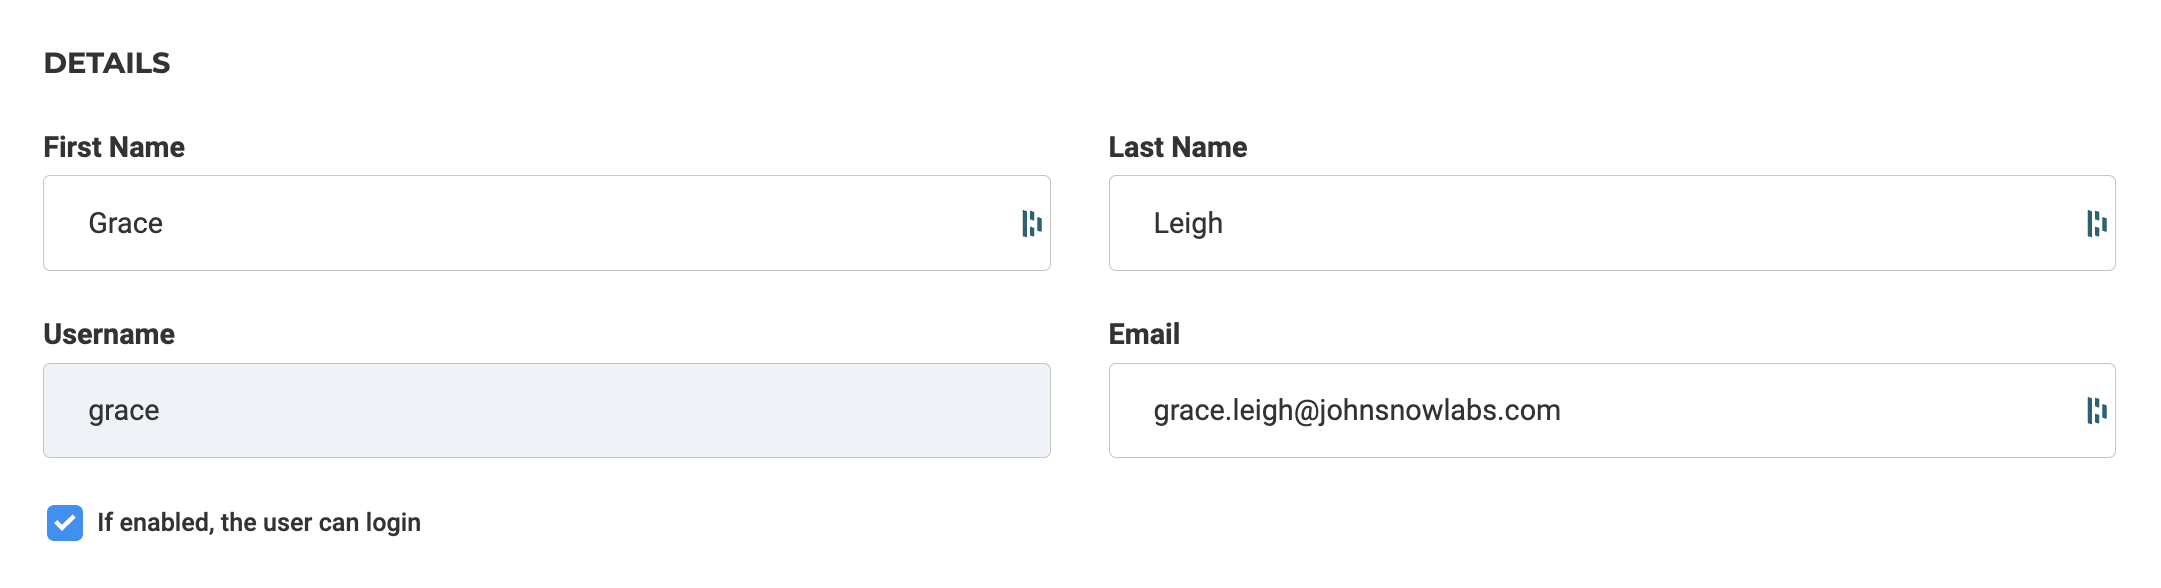 DETAILS
First Name
Last Name
Grace
Leigh
Username
Email
grace
grace.leigh@johnsnowlabs.com
If enabled, the user can login